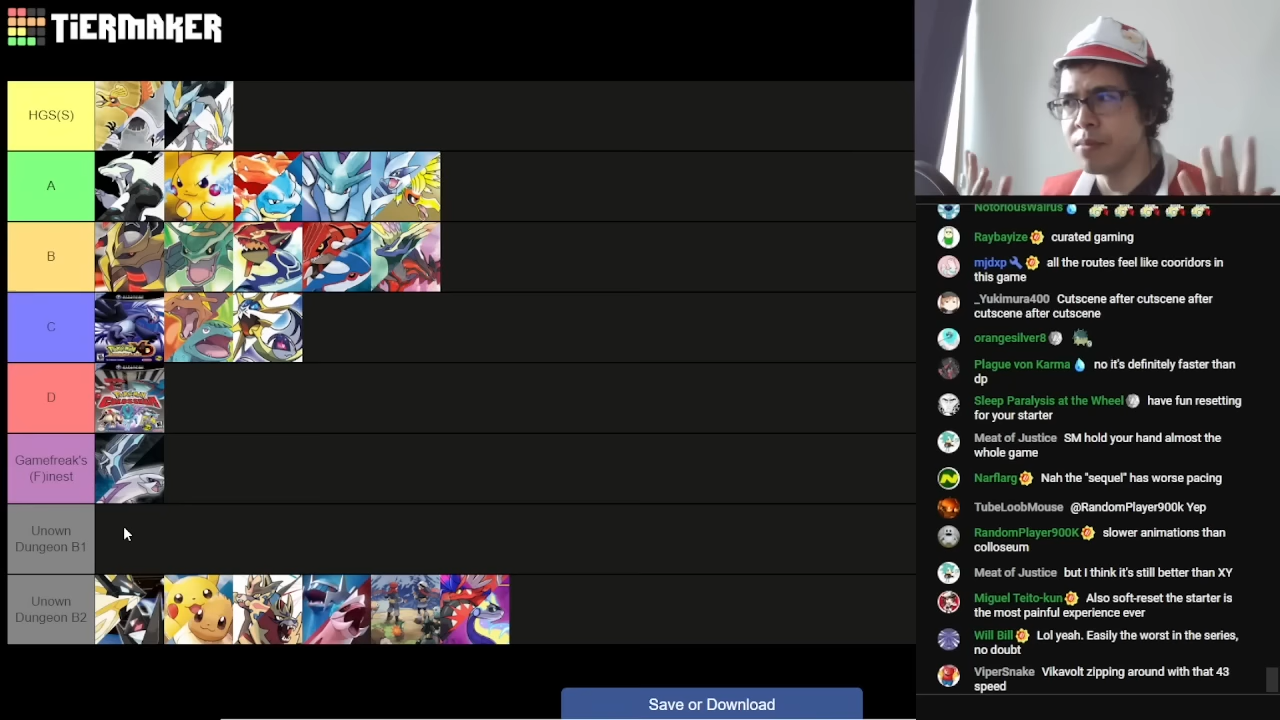 TiERMAKER
HGS(S)
A
B
C
D
Gamefreak's
(F)inest
Unown
Dungeon B1
Unown
Dungeon B2
Save or Download
NotoriousWalrus
Raybayize curated gaming
mjdxp all the routes feel like cooridors in
this game
_Yukimura400 Cutscene after cutscene after
cutscene after cutscene
orangesilver8
Plague von Karma no it's definitely faster than
dp
Sleep Paralysis at the Wheel have fun resetting
for your starter
Meat of Justice SM hold your hand almost the
whole game
Narflarg Nah the "sequel" has worse pacing
TubeLoobMouse @RandomPlayer900k Yep
RandomPlayer900K slower animations than
colloseum
Meat of Justice but I think it's still better than XY
Miguel Teito-kun Also soft-reset the starter is
the most painful experience ever
Will Bill Lol yeah. Easily the worst in the series,
no doubt
ViperSnake Vikavolt zipping around with that 43
speed